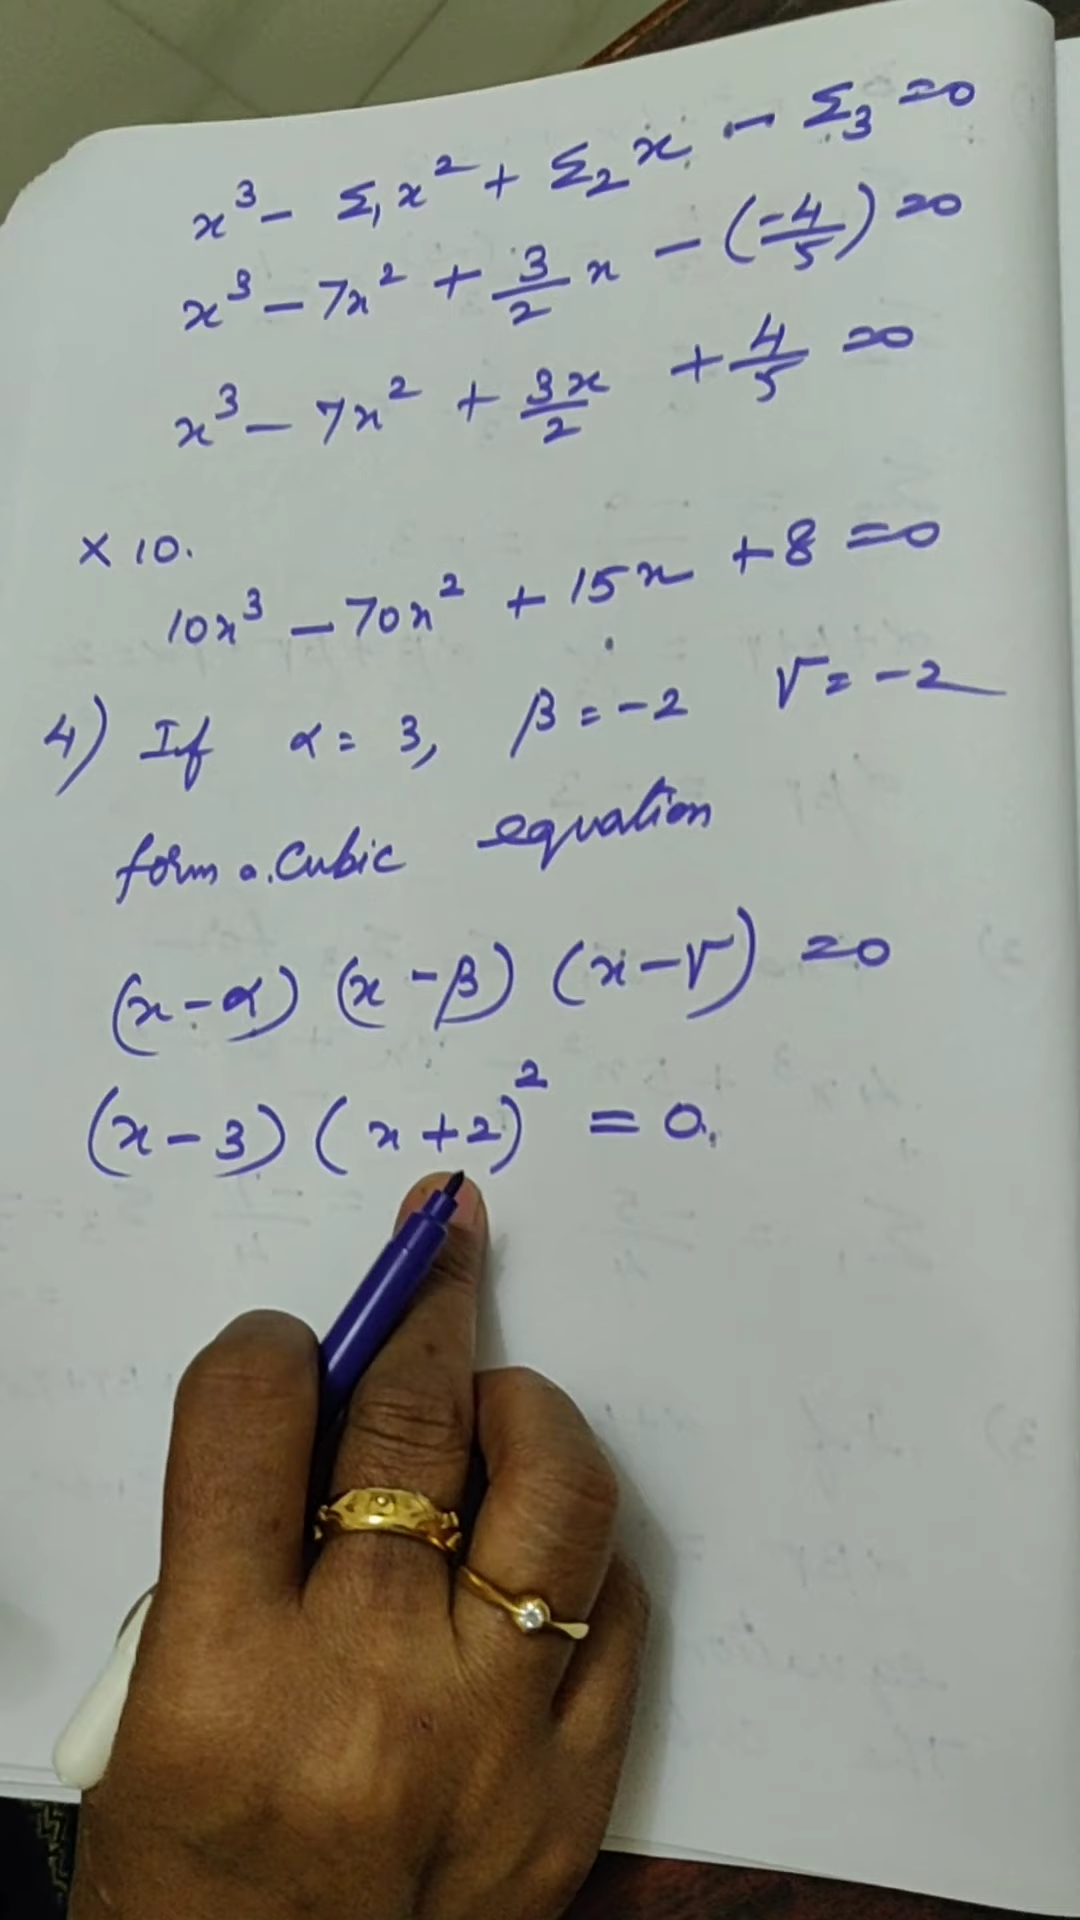 x³ - Σ₁x² + Σ₂x - Σ₃ = 0
x³ - 7x² + 3/2 x - (-4/5) = 0
x³ - 7x² + 3x/2 + 4/5 = 0
× 10.
10x³ - 70x² + 15x + 8 = 0
4) If α = 3, β = -2 γ = -2
form a cubic equation
(x - α) (x - β) (x - γ) = 0
(x - 3) (x + 2)² = 0.